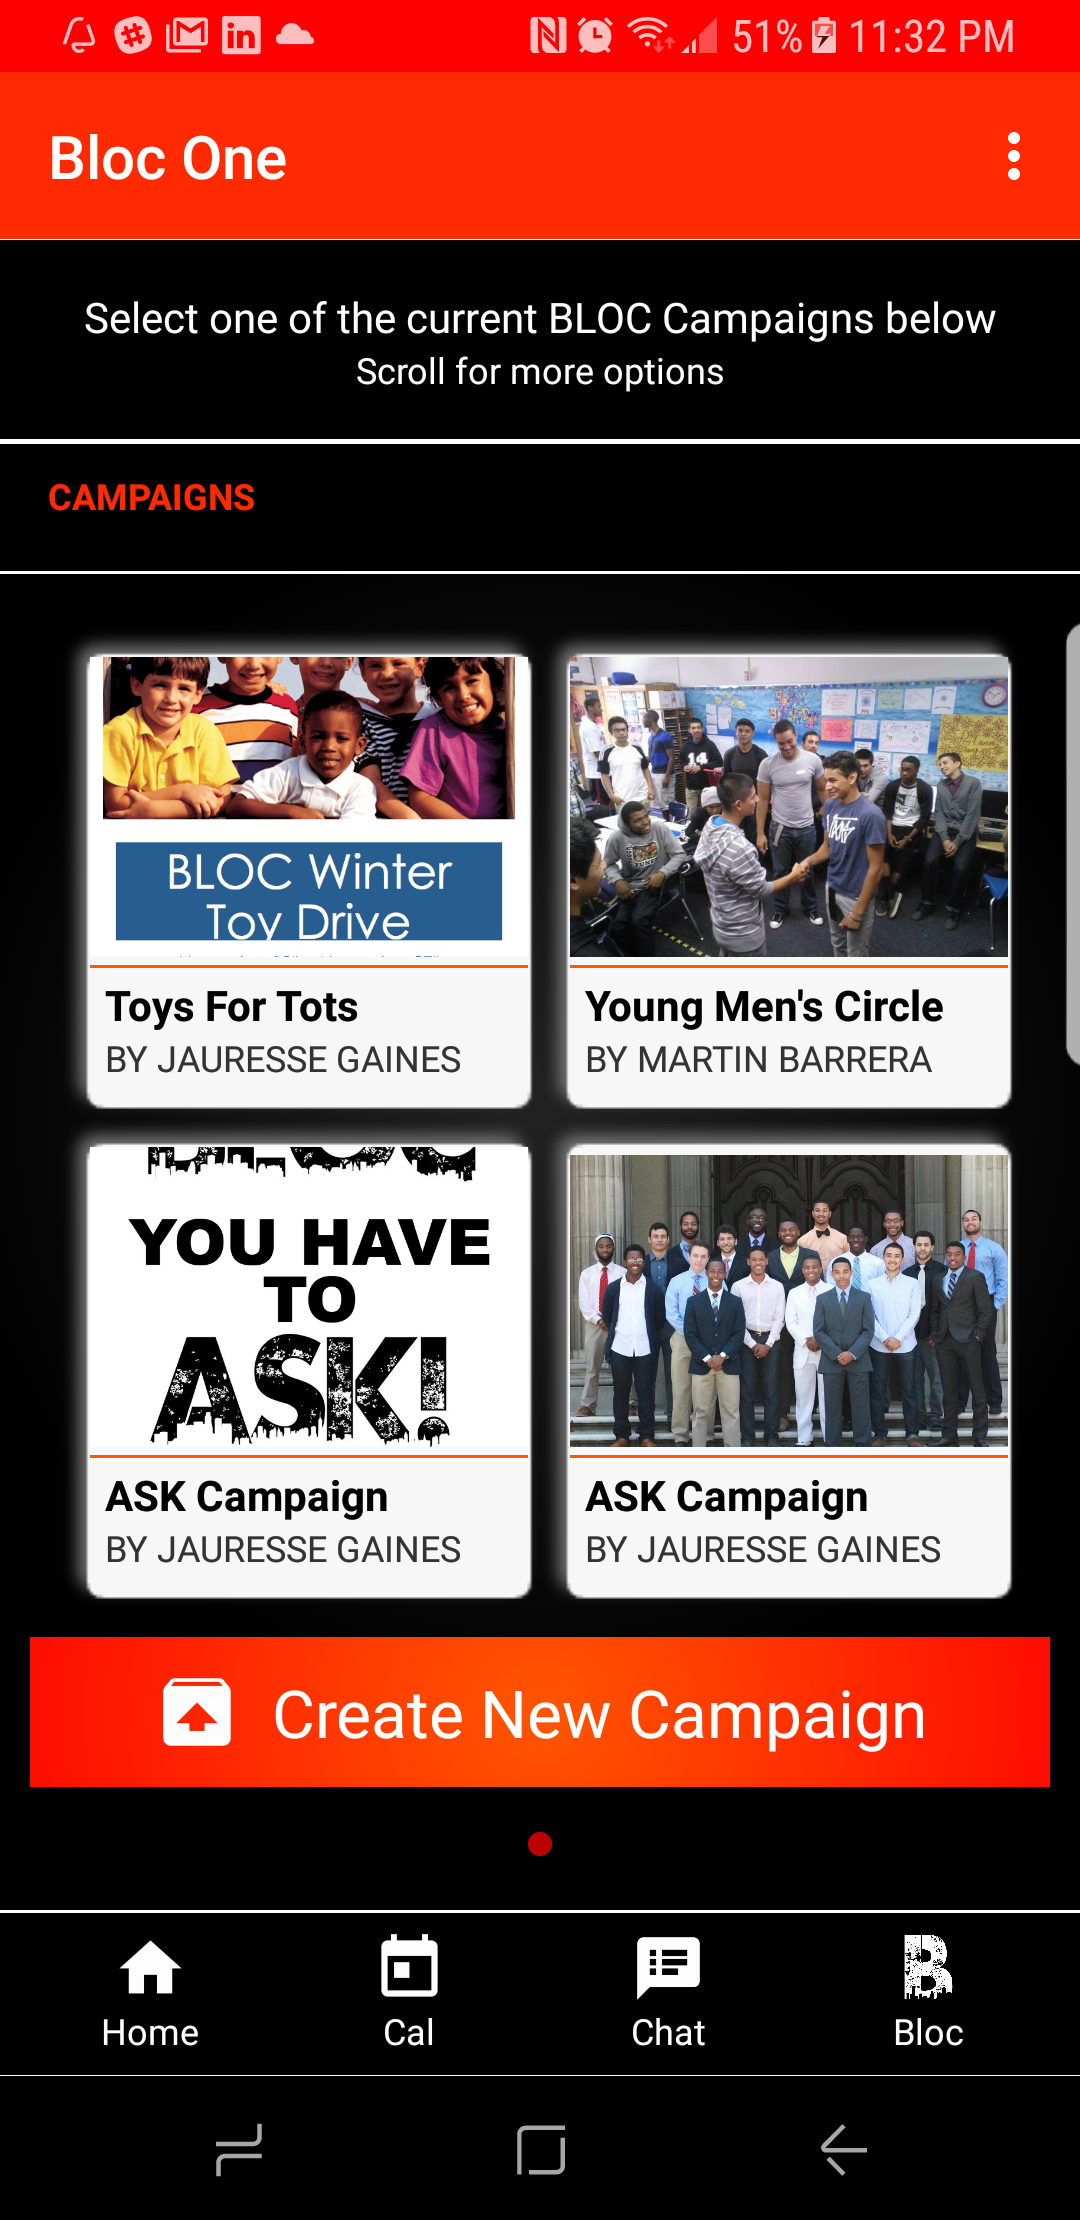 51% 11:32 PM
Bloc One
Select one of the current BLOC Campaigns below
Scroll for more options
CAMPAIGNS
BLOC Winter
Toy Drive
Toys For Tots
BY JAURESSE GAINES
14
Young Men's Circle
BY MARTIN BARRERA
YOU HAVE
TO
ASK!
ASK Campaign
BY JAURESSE GAINES
ASK Campaign
BY JAURESSE GAINES
Create New Campaign
Home
Cal
Chat
B
Bloc